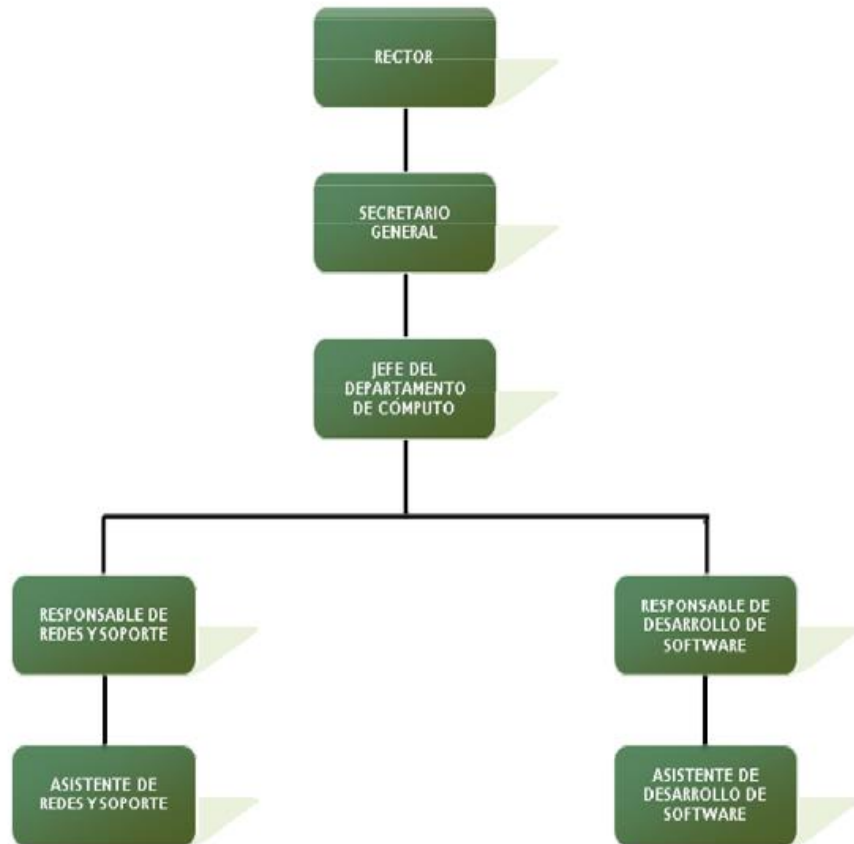 RECTOR
SECRETARIO
GENERAL
JEFE DEL
DEPARTAMENTO
DE CÓMPUTO
RESPONSABLE DE
REDES Y SOPORTE
RESPONSABLE DE
DESARROLLO DE
SOFTWARE
ASISTENTE DE
REDES Y SOPORTE
ASISTENTE DE
DESARROLLO DE
SOFTWARE